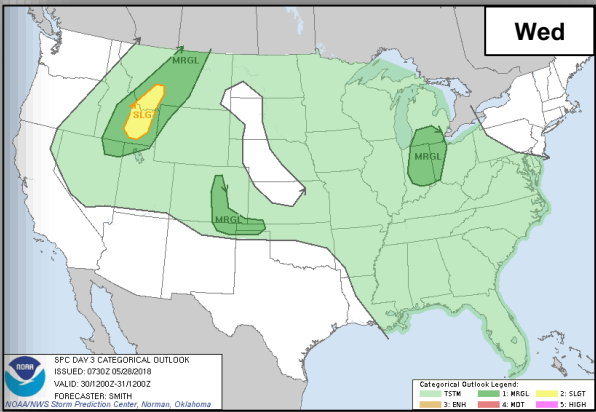 Wed
MRGL
SLGT
MRGL
MRGL
NOAA
SPC DAY 3 CATEGORICAL OUTLOOK
ISSUED: 0730Z 05/28/2018
VALID: 30/1200Z-31/1200Z
FORECASTER: SMITH
NOAA/NWS Storm Prediction Center, Norman, Oklahoma
Categorical Outlook Legend:
TSTM 1: MRGL 2: SLGT
3: ENH 4: MDT 5: HIGH